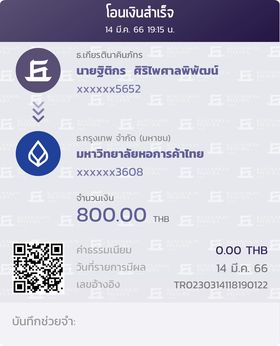 โอนเงินสำเร็จ
14 มี.ค. 66 19:15 น.
ธ.เกียรตินาคินภัทร
นายฐิติกร ศิริไพศาลพิพัฒน์
xxxxxx5652
ธ.กรุงเทพ จำกัด (มหาชน)
มหาวิทยาลัยหอการค้าไทย
xxxxxx3608
จำนวนเงิน
800.00 THB
ค่าธรรมเนียม 0.00 THB
วันที่รายการมีผล 14 มี.ค. 66
เลขอ้างอิง TR0230314118190122
บันทึกช่วยจำ: